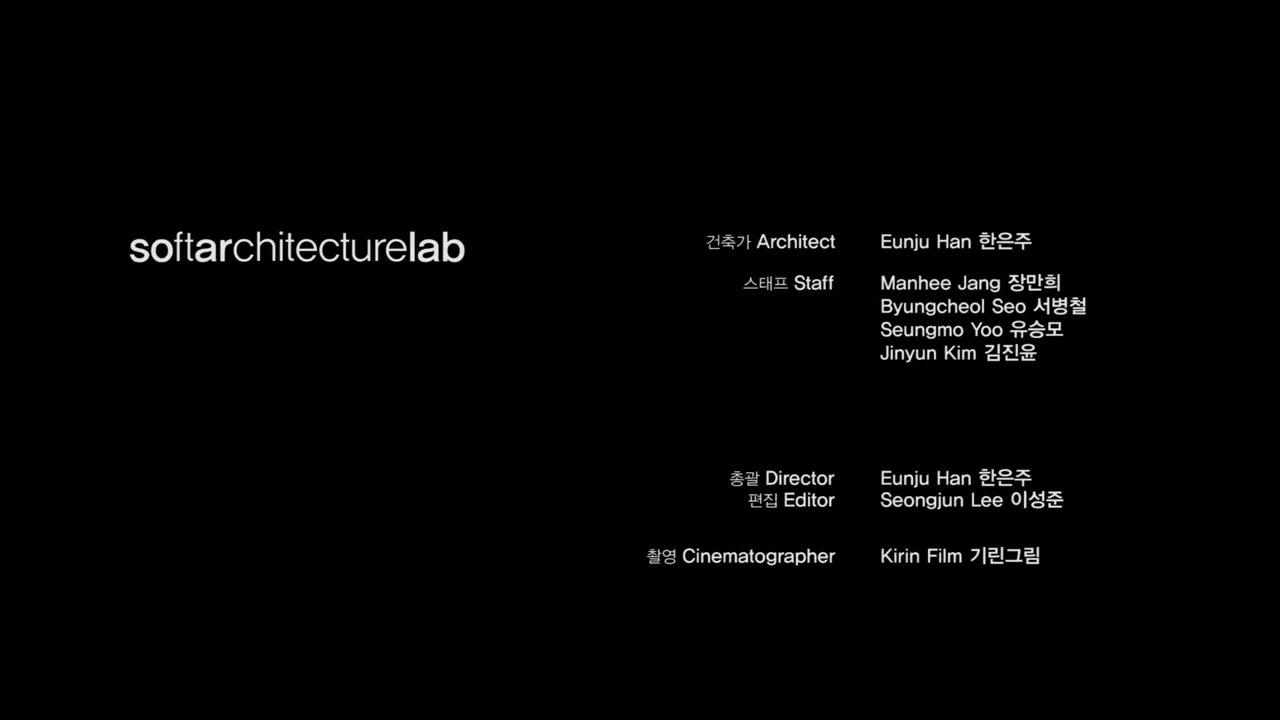 softarchitecturelab
건축가 Architect Eunju Han 한은주
스태프 Staff Manhee Jang 장만희
Byungcheol Seo 서병철
Seungmo Yoo 유승모
Jinyun Kim 김진윤
총괄 Director Eunju Han 한은주
편집 Editor Seongjun Lee 이성준
촬영 Cinematographer Kirin Film 기린그림